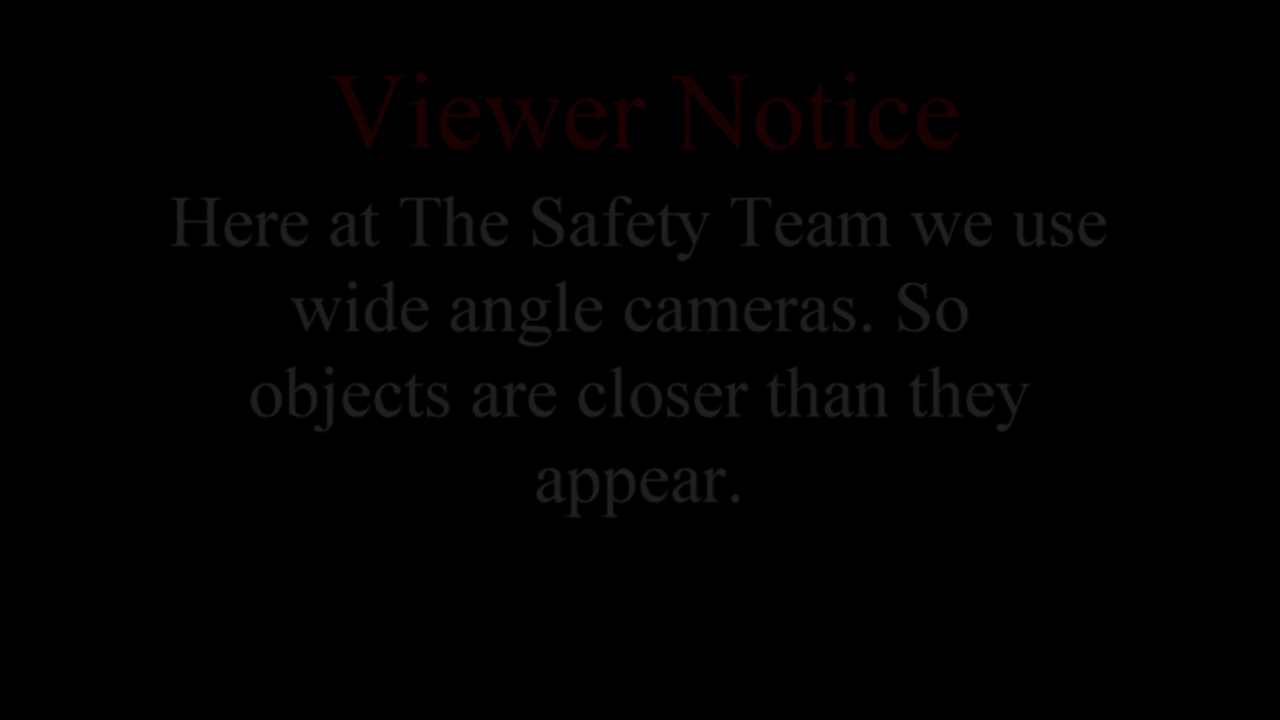 Viewer Notice
Here at The Safety Team we use
wide angle cameras. So
objects are closer than they
appear.